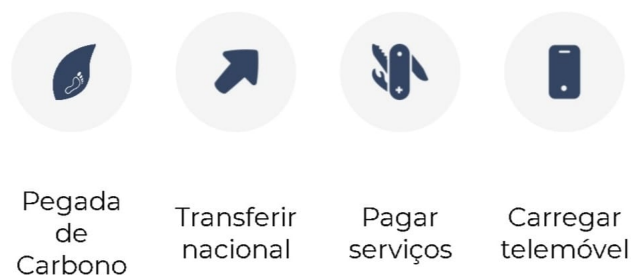 Pegada
de
Carbono
Transferir
nacional
Pagar
serviços
Carregar
telemóvel